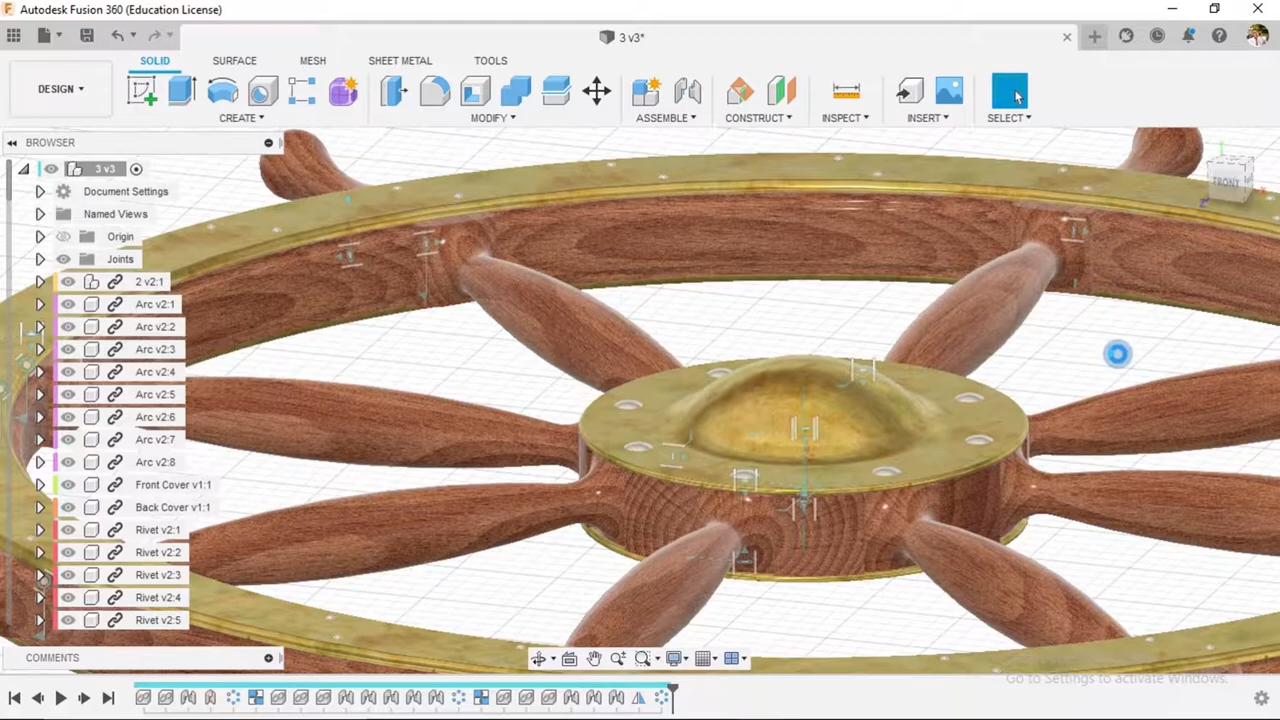 Autodesk Fusion 360 (Education License)
3 v3*
SOLID SURFACE MESH SHEET METAL TOOLS
DESIGN
CREATE MODIFY ASSEMBLE CONSTRUCT INSPECT INSERT SELECT
BROWSER
3 v3
Document Settings
Named Views
Origin
Joints
2 v2:1
Arc v2:1
Arc v2:2
Arc v2:3
Arc v2:4
Arc v2:5
Arc v2:6
Arc v2:7
Arc v2:8
Front Cover v1:1
Back Cover v1:1
Rivet v2:1
Rivet v2:2
Rivet v2:3
Rivet v2:4
Rivet v2:5
FRONT
COMMENTS
Go to Settings to activate Windows.